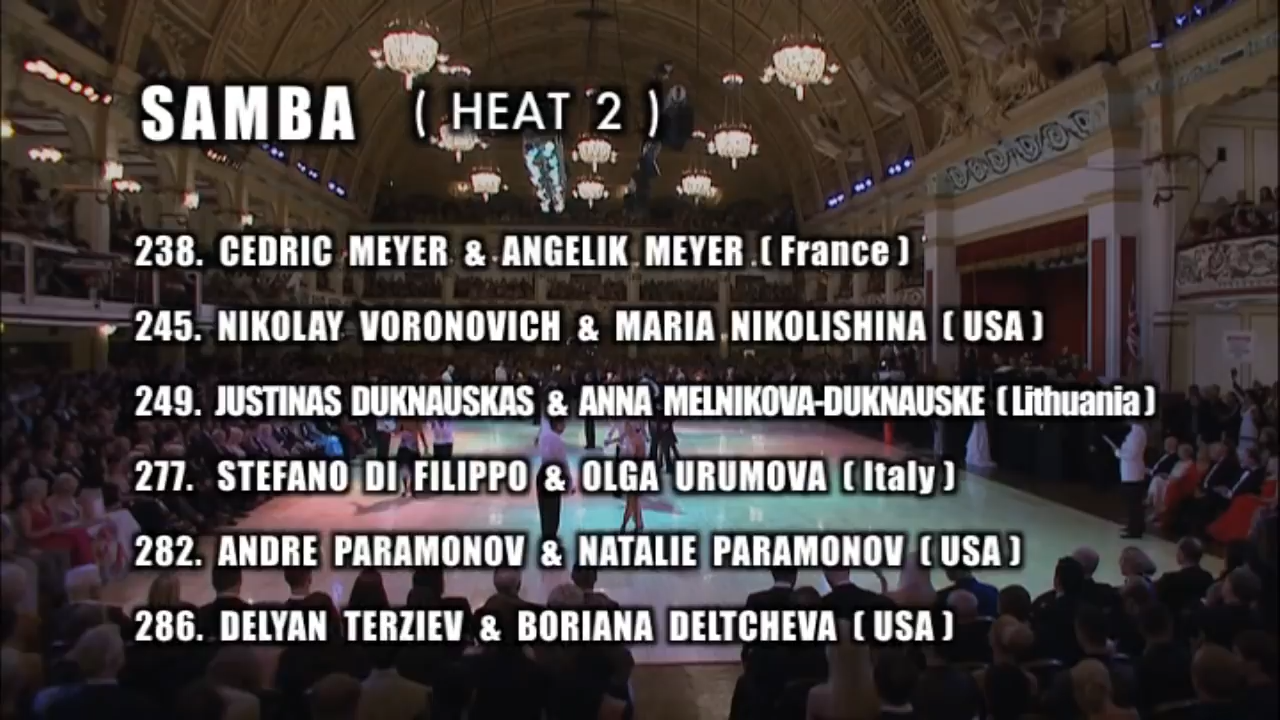 SAMBA ( HEAT 2 )
238. CEDRIC MEYER & ANGELIK MEYER ( France )
245. NIKOLAY VORONOVICH & MARIA NIKOLISHINA ( USA )
249. JUSTINAS DUKNAUSKAS & ANNA MELNIKOVA-DUKNAUSKE ( Lithuania )
277. STEFANO DI FILIPPO & OLGA URUMOVA ( Italy )
282. ANDRE PARAMONOV & NATALIE PARAMONOV ( USA )
286. DELYAN TERZIEV & BORIANA DELTCHEVA ( USA )